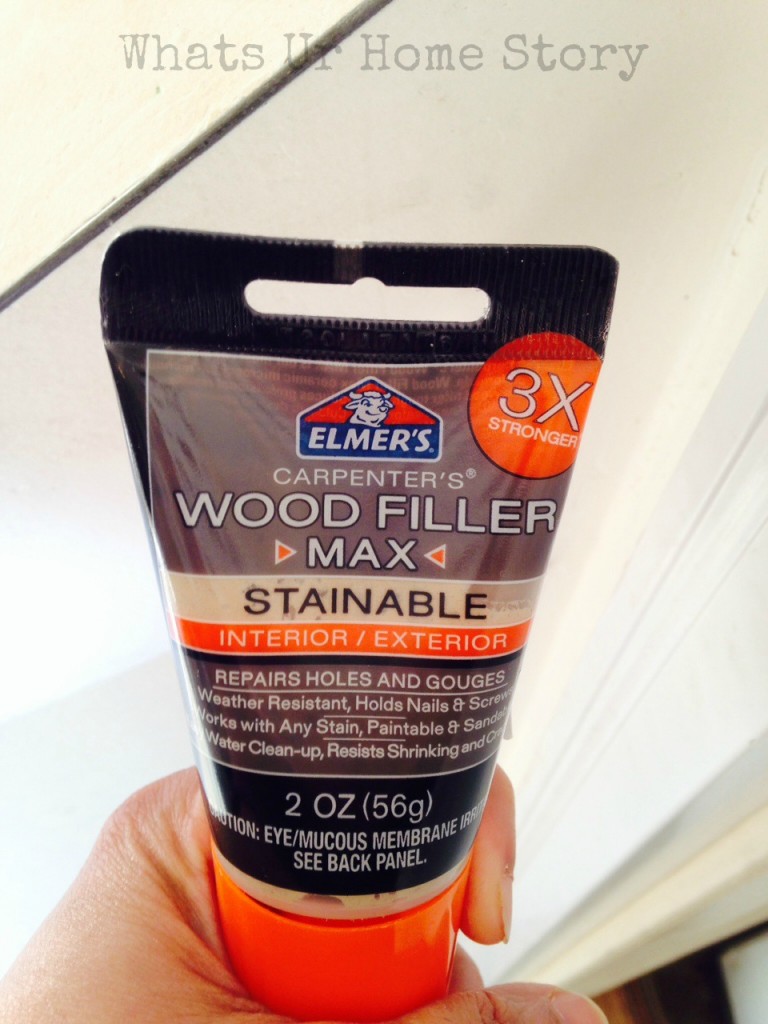 Whats Ur Home Story
3X
STRONGER
ELMER'S
CARPENTER'S®
WOOD FILLER
MAX
STAINABLE
INTERIOR / EXTERIOR
REPAIRS HOLES AND GOUGES
Weather Resistant, Holds Nails &
Works with Any Stain, Paintable &
Water Clean-up, Resists Shrinking and
2 OZ (56g)
EYE/MUCOUS MEMBRANE
SEE BACK PANEL.